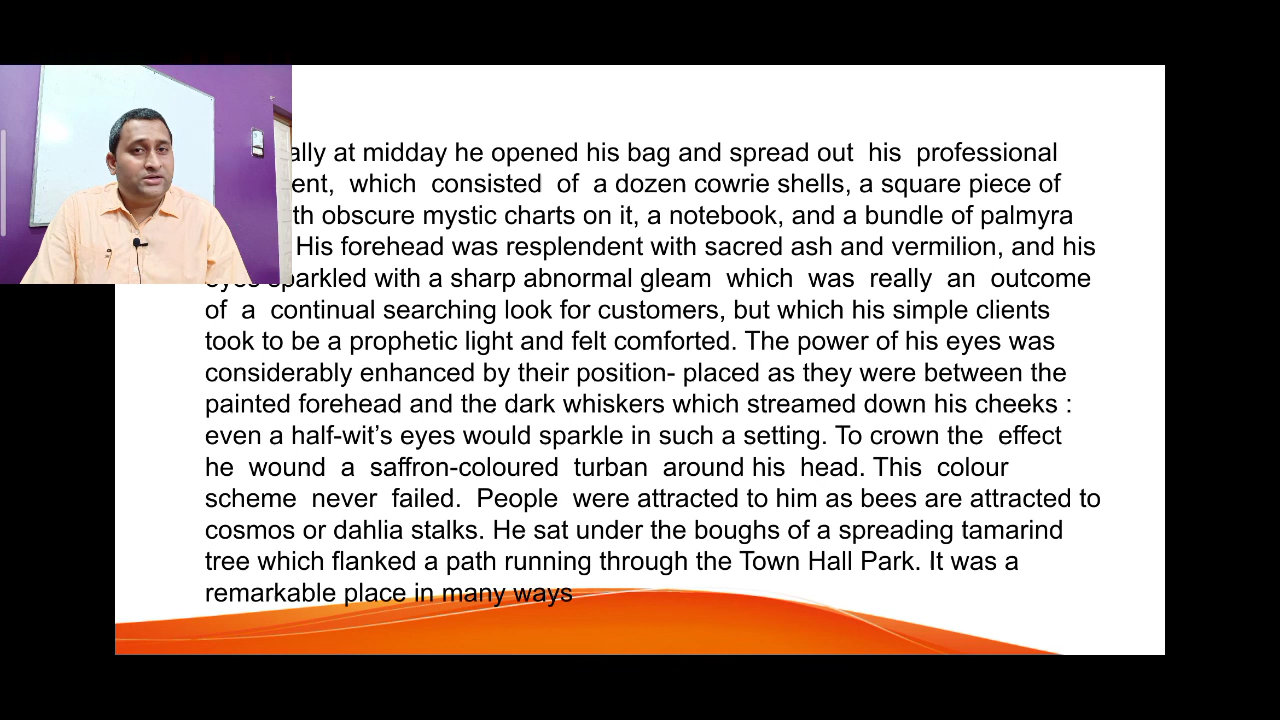 at midday he opened his bag and spread out his professional
which consisted of a dozen cowrie shells, a square piece of
obscure mystic charts on it, a notebook, and a bundle of palmyra
His forehead was resplendent with sacred ash and vermilion, and his
eyes sparkled with a sharp abnormal gleam which was really an outcome
of a continual searching look for customers, but which his simple clients
took to be a prophetic light and felt comforted. The power of his eyes was
considerably enhanced by their position- placed as they were between the
painted forehead and the dark whiskers which streamed down his cheeks :
even a half-wit’s eyes would sparkle in such a setting. To crown the effect
he wound a saffron-coloured turban around his head. This colour
scheme never failed. People were attracted to him as bees are attracted to
cosmos or dahlia stalks. He sat under the boughs of a spreading tamarind
tree which flanked a path running through the Town Hall Park. It was a
remarkable place in many ways